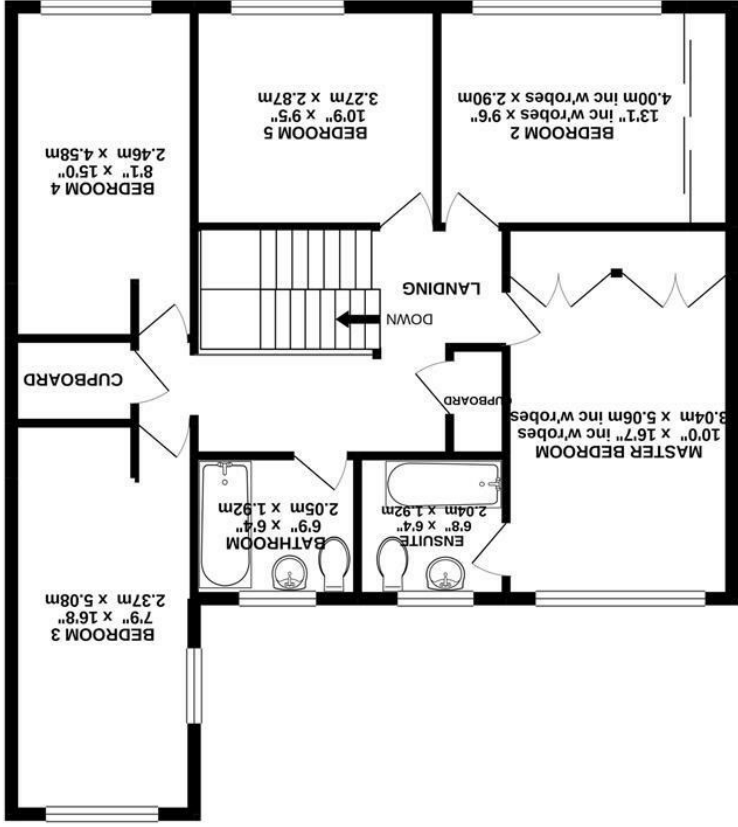 BEDROOM 3
7'9" x 16'8"
2.37m x 5.08m
ENSUITE
6'8" x 6'4"
2.04m x 1.92m
BATHROOM
6'9" x 6'4"
2.05m x 1.92m
MASTER BEDROOM
10'0" x 16'7" inc w'robes
3.04m x 5.06m inc w'robes
CUPBOARD
CUPBOARD
DOWN
LANDING
BEDROOM 4
8'1" x 15'0"
2.46m x 4.58m
BEDROOM 2
13'1" inc w'robes x 9'6"
4.00m inc w'robes x 2.90m
BEDROOM 5
10'9" x 9'5"
3.27m x 2.87m